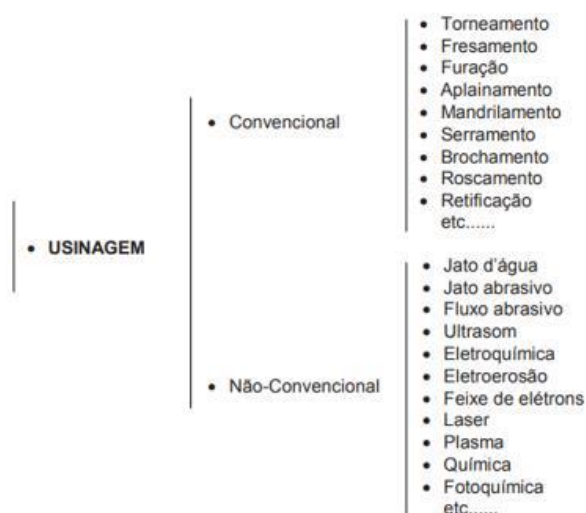 • USINAGEM
• Convencional
• Torneamento
• Fresamento
• Furação
• Aplainamento
• Mandrilamento
• Serramento
• Brochamento
• Roscamento
• Retificação
etc......
• Não-Convencional
• Jato d'água
• Jato abrasivo
• Fluxo abrasivo
• Ultrasom
• Eletroquímica
• Eletroerosão
• Feixe de elétrons
• Laser
• Plasma
• Química
• Fotoquímica
etc......